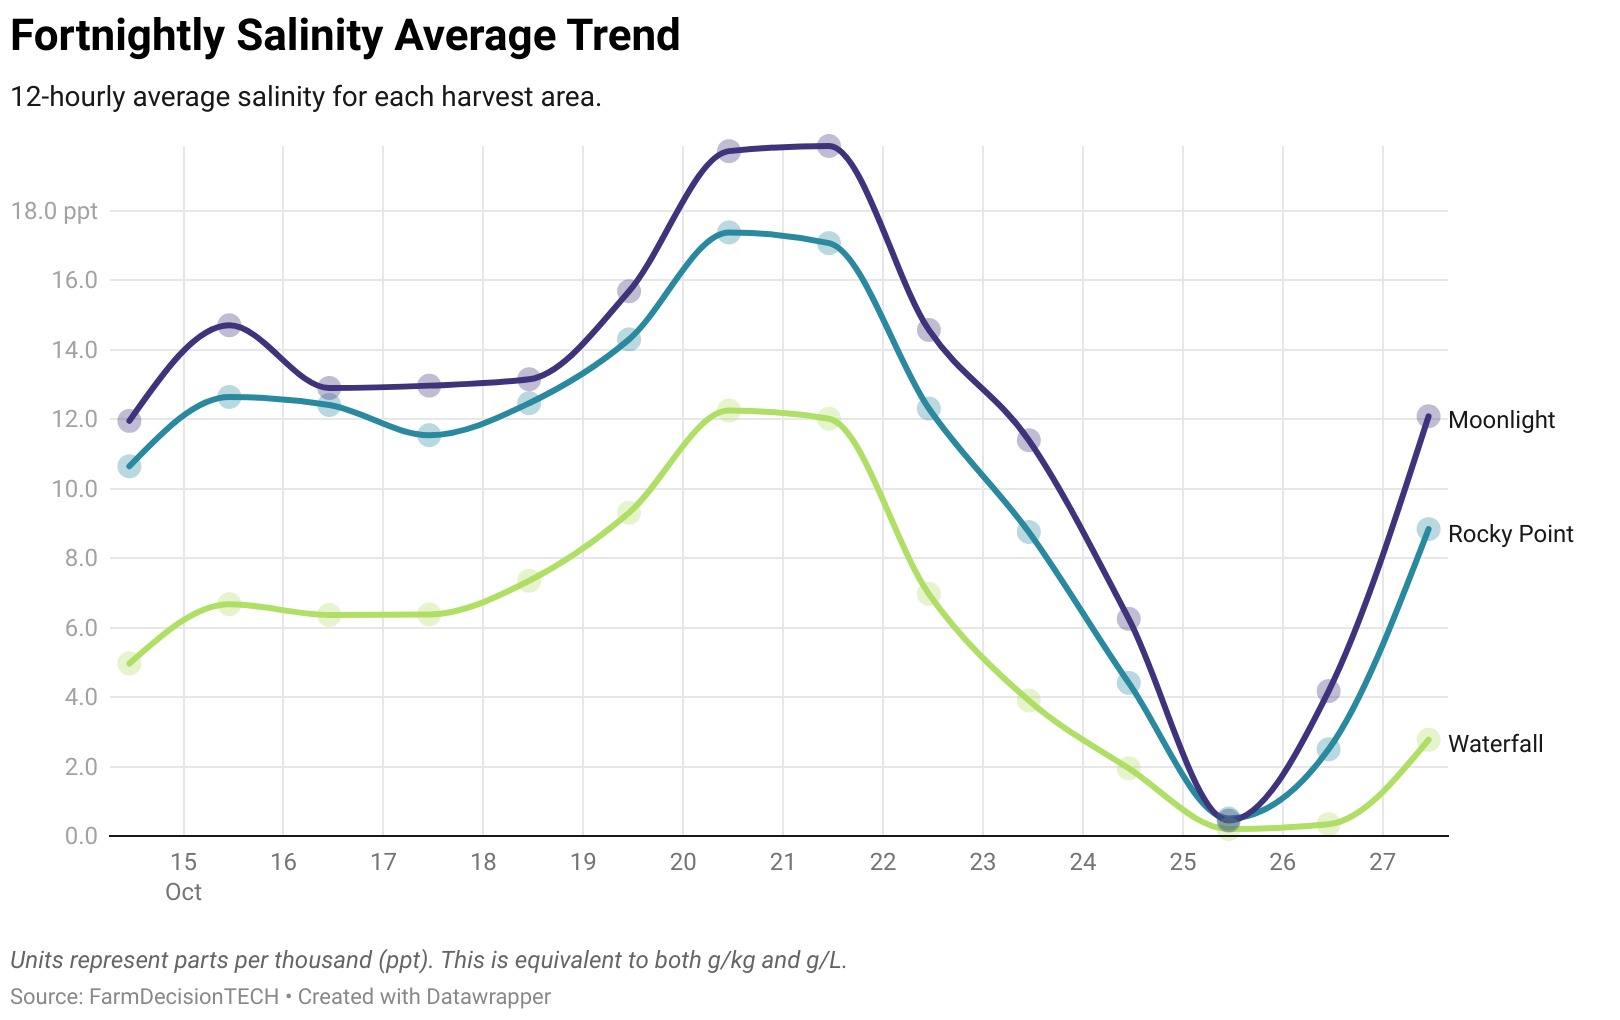 Fortnightly Salinity Average Trend
12-hourly average salinity for each harvest area.
18.0 ppt
16.0
14.0
12.0
10.0
8.0
6.0
4.0
2.0
0.0
Moonlight
Rocky Point
Waterfall
15 16 17 18 19 20 21 22 23 24 25 26 27
Oct
Units represent parts per thousand (ppt). This is equivalent to both g/kg and g/L.
Source: FarmDecisionTECH • Created with Datawrapper